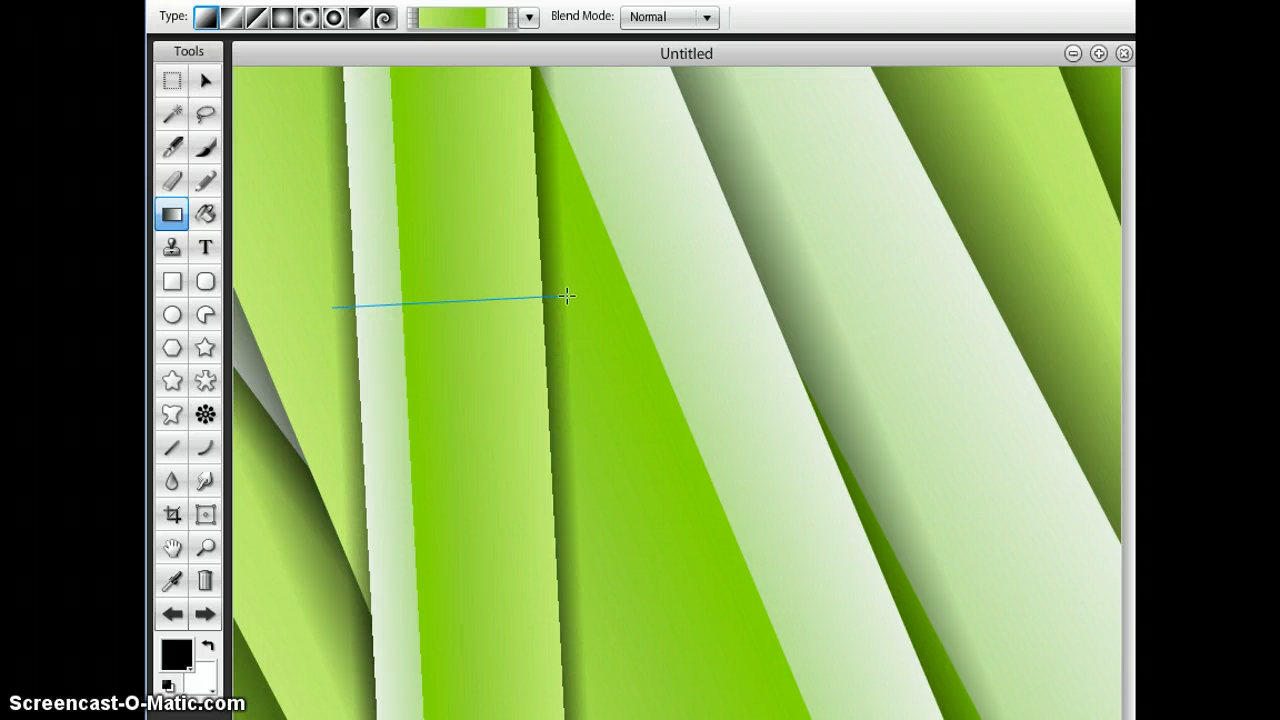 Type:
Blend Mode:
Normal
Tools
Untitled
T
Screencast-O-Matic.com